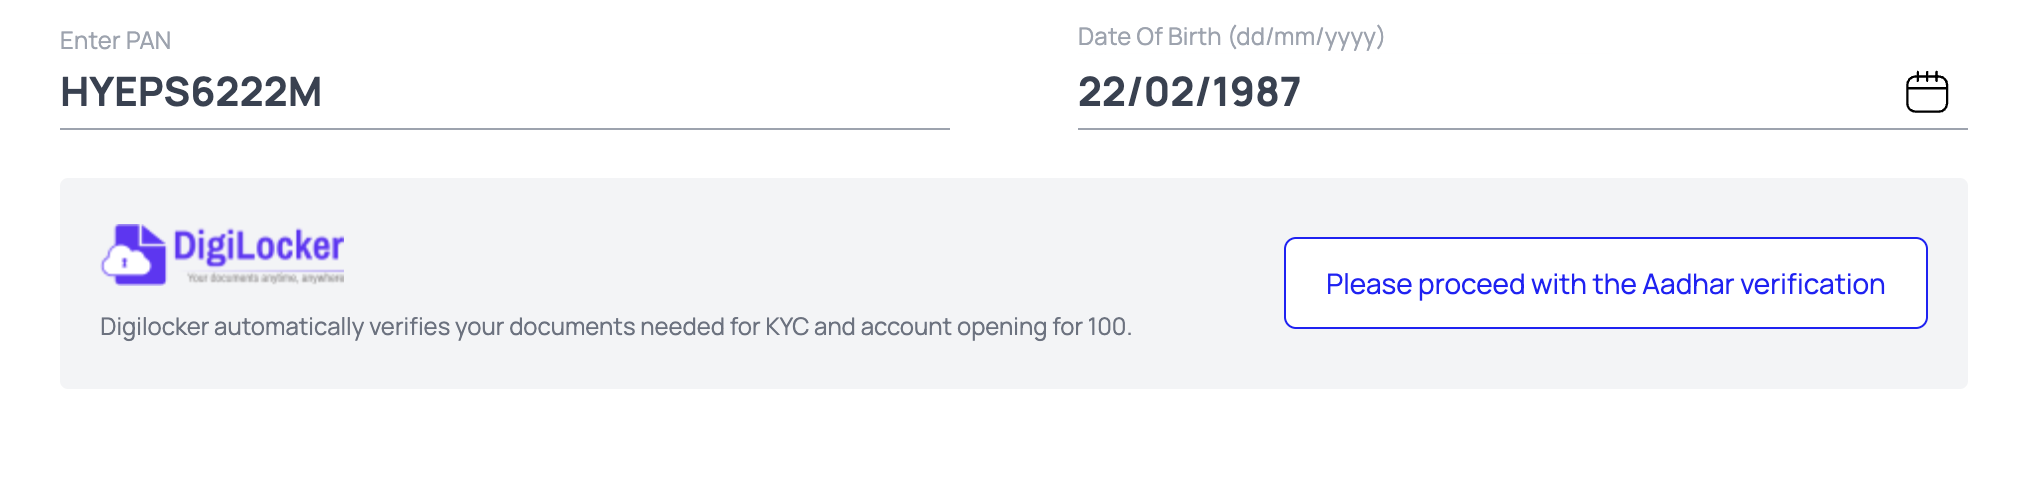 Enter PAN
HYEPS6222M
Date Of Birth (dd/mm/yyyy)
22/02/1987
DigiLocker
Your documents anytime, anywhere
Digilocker automatically verifies your documents needed for KYC and account opening for 100.
Please proceed with the Aadhar verification